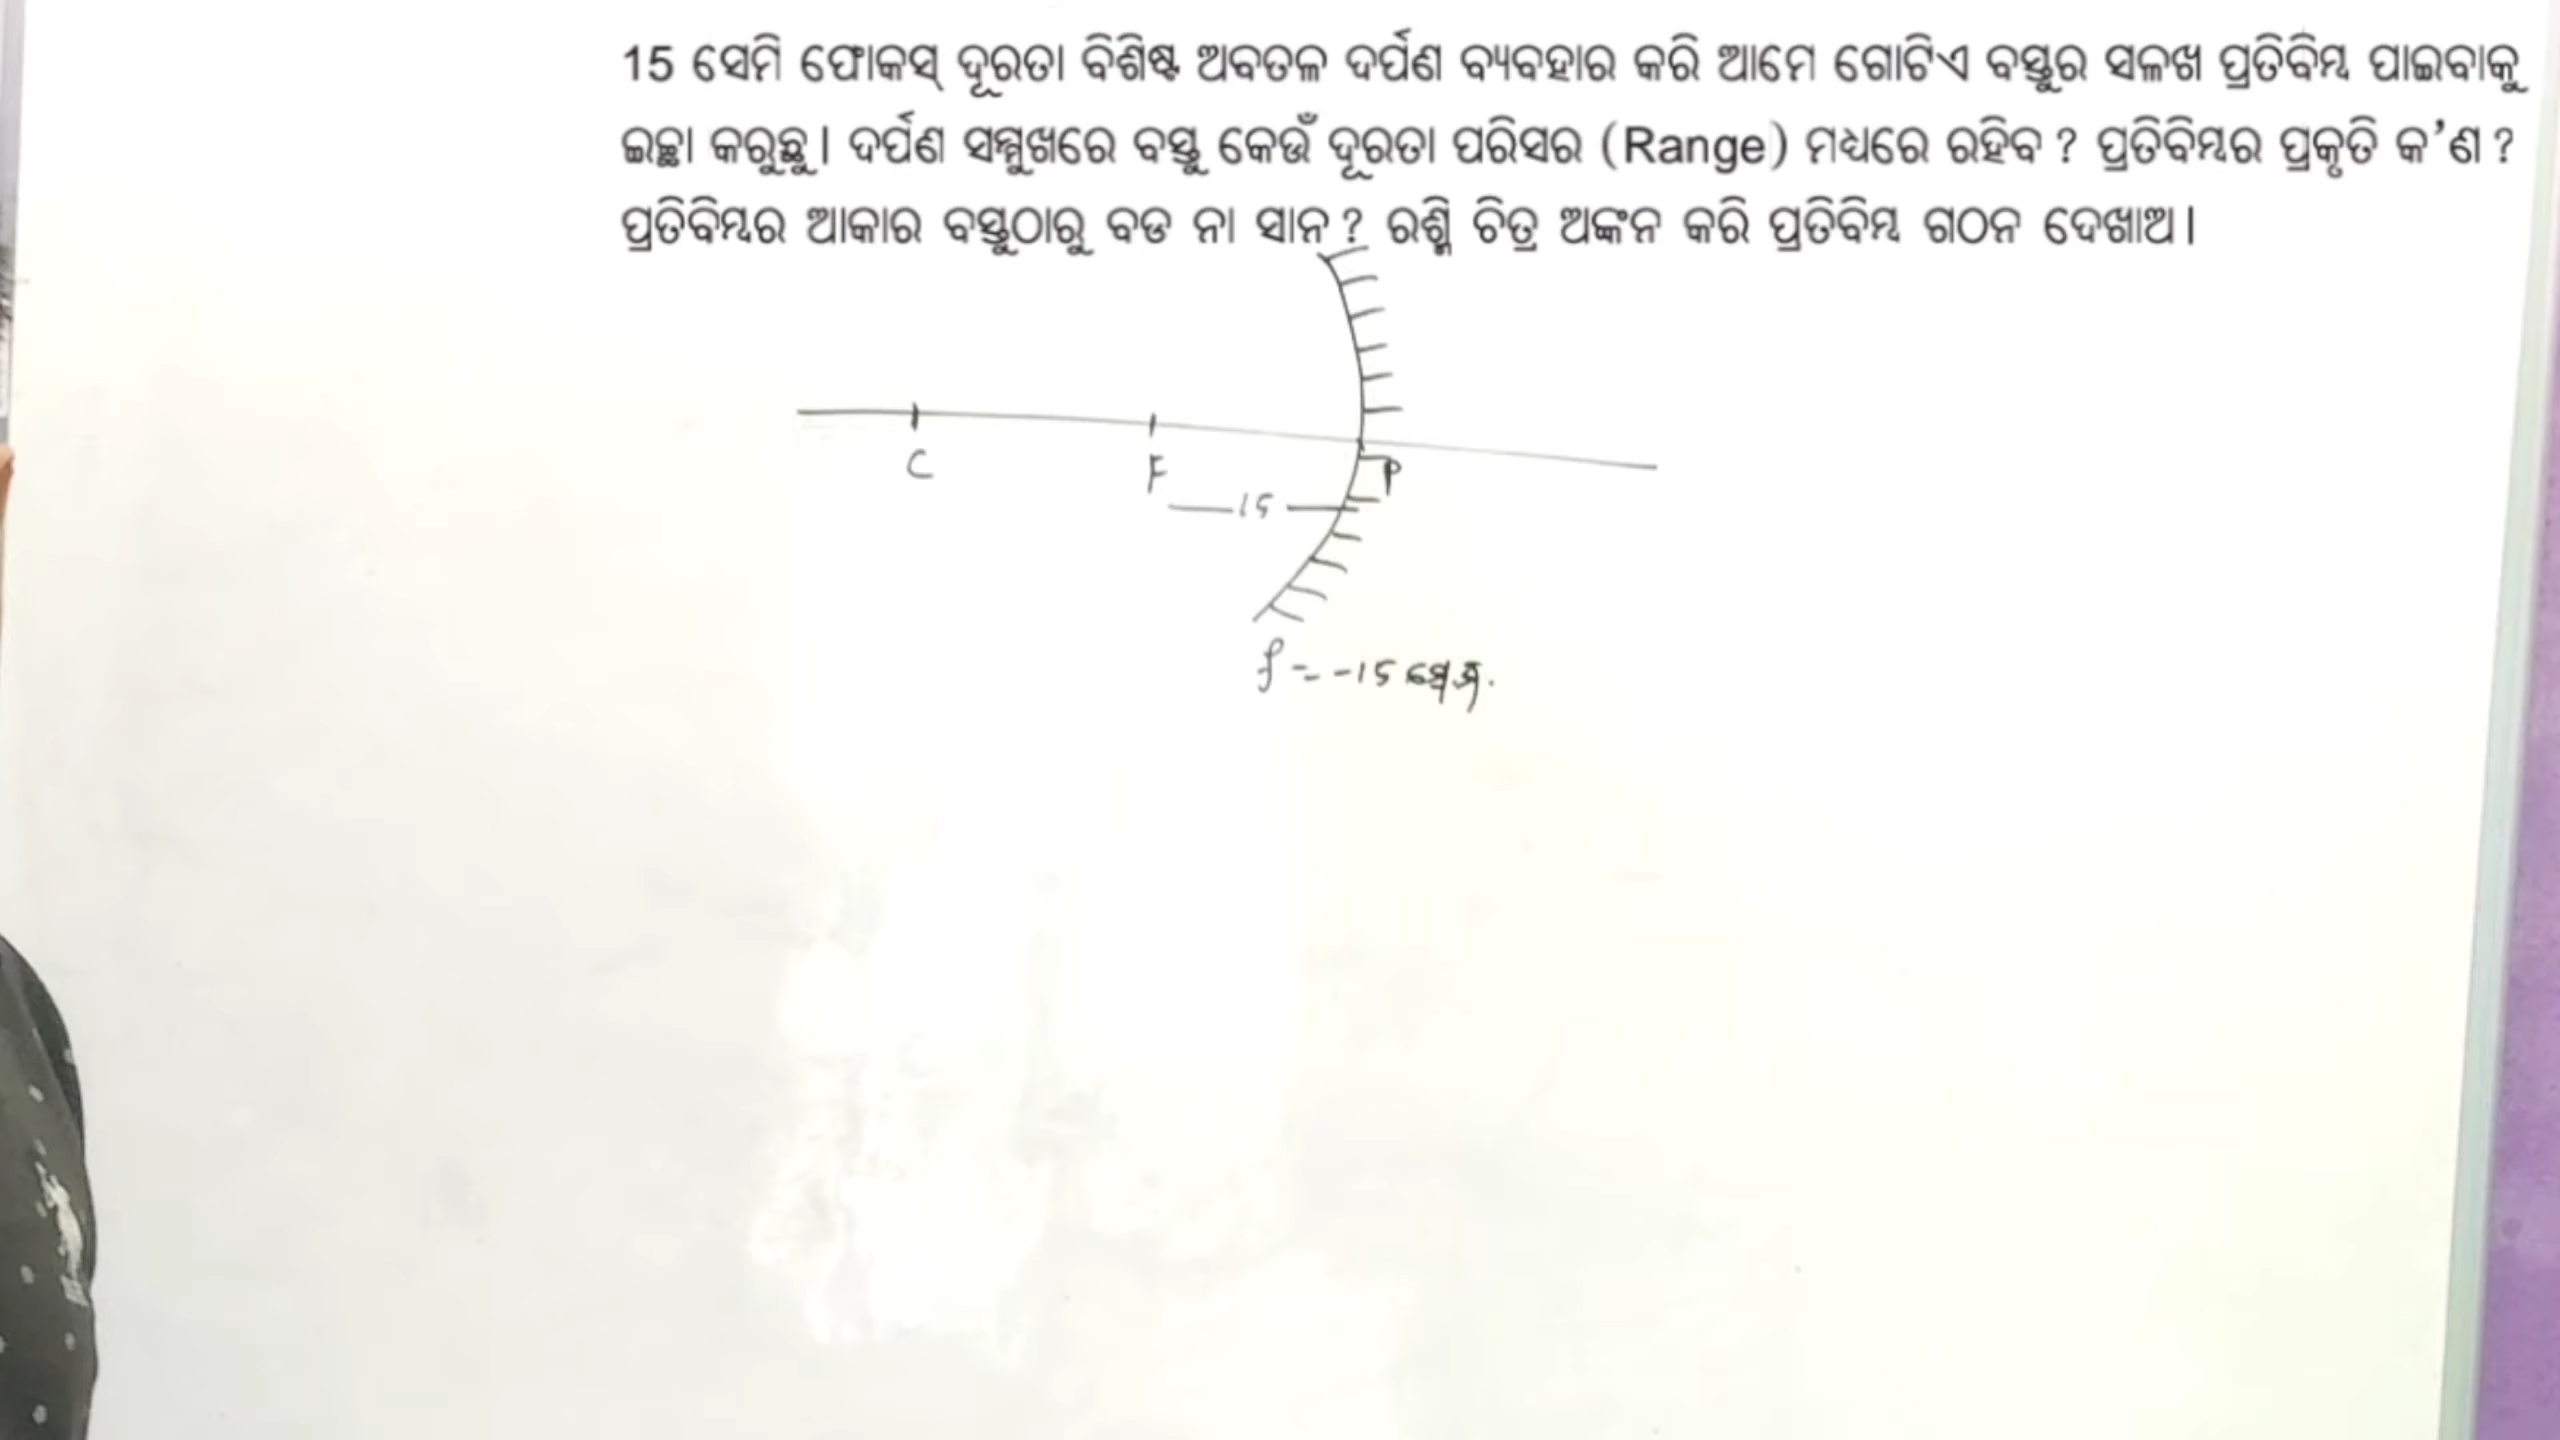 15 ସେମି ଫୋକସ୍ ଦୂରତା ବିଶିଷ୍ଟ ଅବତଳ ଦର୍ପଣ ବ୍ୟବହାର କରି ଆମେ ଗୋଟିଏ ବସ୍ତୁର ସଳଖ ପ୍ରତିବିମ୍ବ ପାଇବାକୁ
ଇଚ୍ଛା କରୁଛୁ। ଦର୍ପଣ ସମ୍ମୁଖରେ ବସ୍ତୁ କେଉଁ ଦୂରତା ପରିସର (Range) ମଧ୍ୟରେ ରହିବ ? ପ୍ରତିବିମ୍ବର ପ୍ରକୃତି କ'ଣ ?
ପ୍ରତିବିମ୍ବର ଆକାର ବସ୍ତୁଠାରୁ ବଡ ନା ସାନ ? ରଶ୍ମି ଚିତ୍ର ଅଙ୍କନ କରି ପ୍ରତିବିମ୍ବ ଗଠନ ଦେଖାଅ।
C F P
15
f = -15